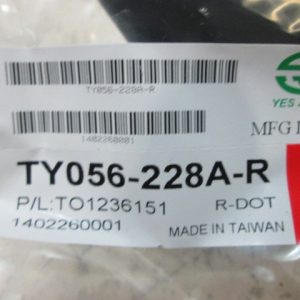 TY056-228A-R
YES
1402260001
MFG
TY056-228A-R
P/L:TO1236151 R-DOT
1402260001 MADE IN TAIWAN